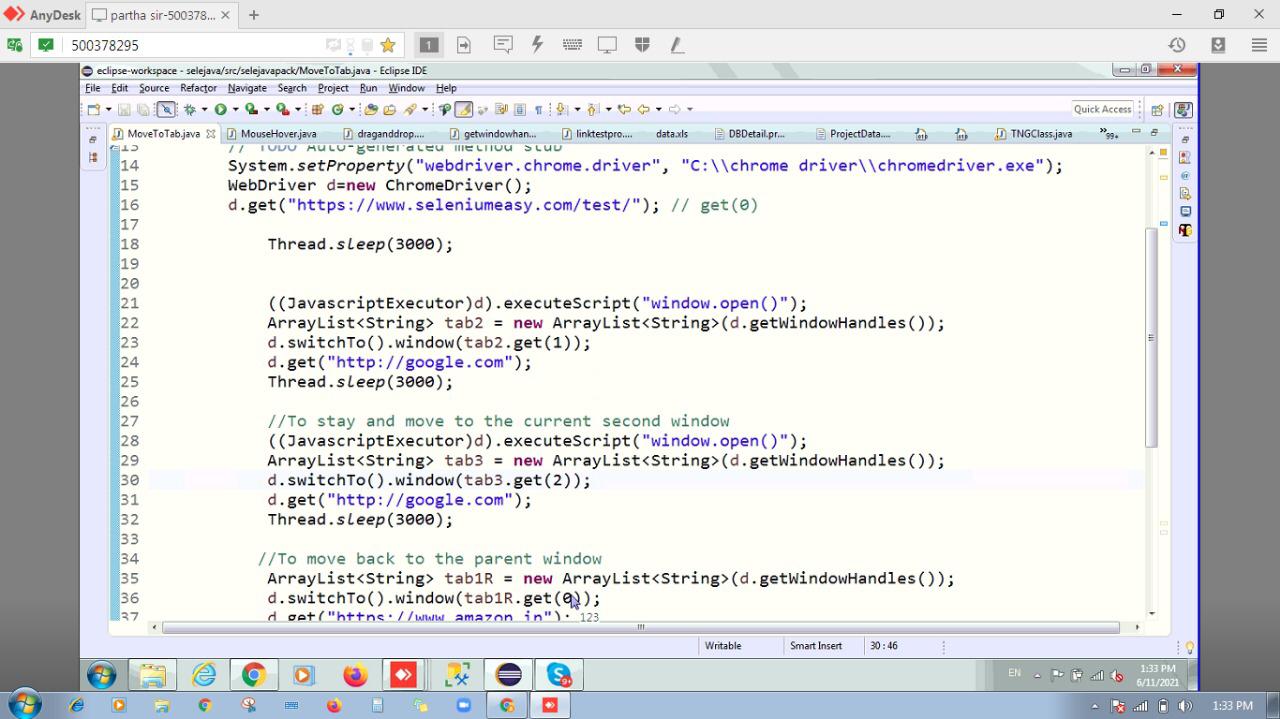 AnyDesk
partha sir-500378...
500378295
1
eclipse-workspace - selejava/src/selejavapack/MoveToTab.java - Eclipse IDE
File Edit Source Refactor Navigate Search Project Run Window Help
Quick Access
MoveToTab.java MouseHover.java draganddrop.... getwindowhan... linktestpro... data.xls DBDetail.pr... ProjectData.... TNGClass.java 99+
13 // TODO Auto-generated method stub
14 System.setProperty("webdriver.chrome.driver", "C:\\chrome driver\\chromedriver.exe");
15 WebDriver d=new ChromeDriver();
16 d.get("https://www.seleniumeasy.com/test/"); // get(0)
17
18 Thread.sleep(3000);
19
20
21 ((JavascriptExecutor)d).executeScript("window.open()");
22 ArrayList<String> tab2 = new ArrayList<String>(d.getWindowHandles());
23 d.switchTo().window(tab2.get(1));
24 d.get("http://google.com");
25 Thread.sleep(3000);
26
27 //To stay and move to the current second window
28 ((JavascriptExecutor)d).executeScript("window.open()");
29 ArrayList<String> tab3 = new ArrayList<String>(d.getWindowHandles());
30 d.switchTo().window(tab3.get(2));
31 d.get("http://google.com");
32 Thread.sleep(3000);
33
34 //To move back to the parent window
35 ArrayList<String> tab1R = new ArrayList<String>(d.getWindowHandles());
36 d.switchTo().window(tab1R.get(0));
37 d.get("https://www.amazon.in"); 123
Writable Smart Insert 30 : 46
EN 1:33 PM
6/11/2021
1:33 PM